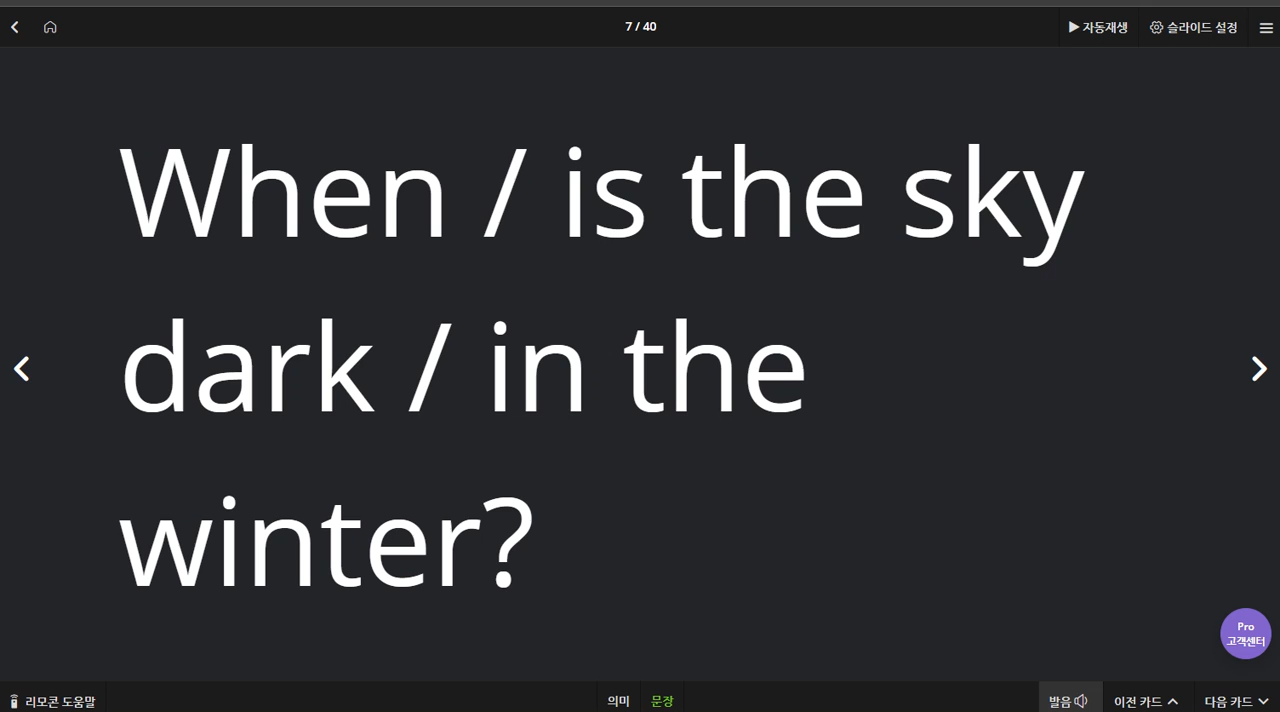 7 / 40
자동재생
슬라이드 설정
When / is the sky
dark / in the
winter?
Pro
고객센터
리모콘 도움말
의미
문장
발음
이전 카드
다음 카드